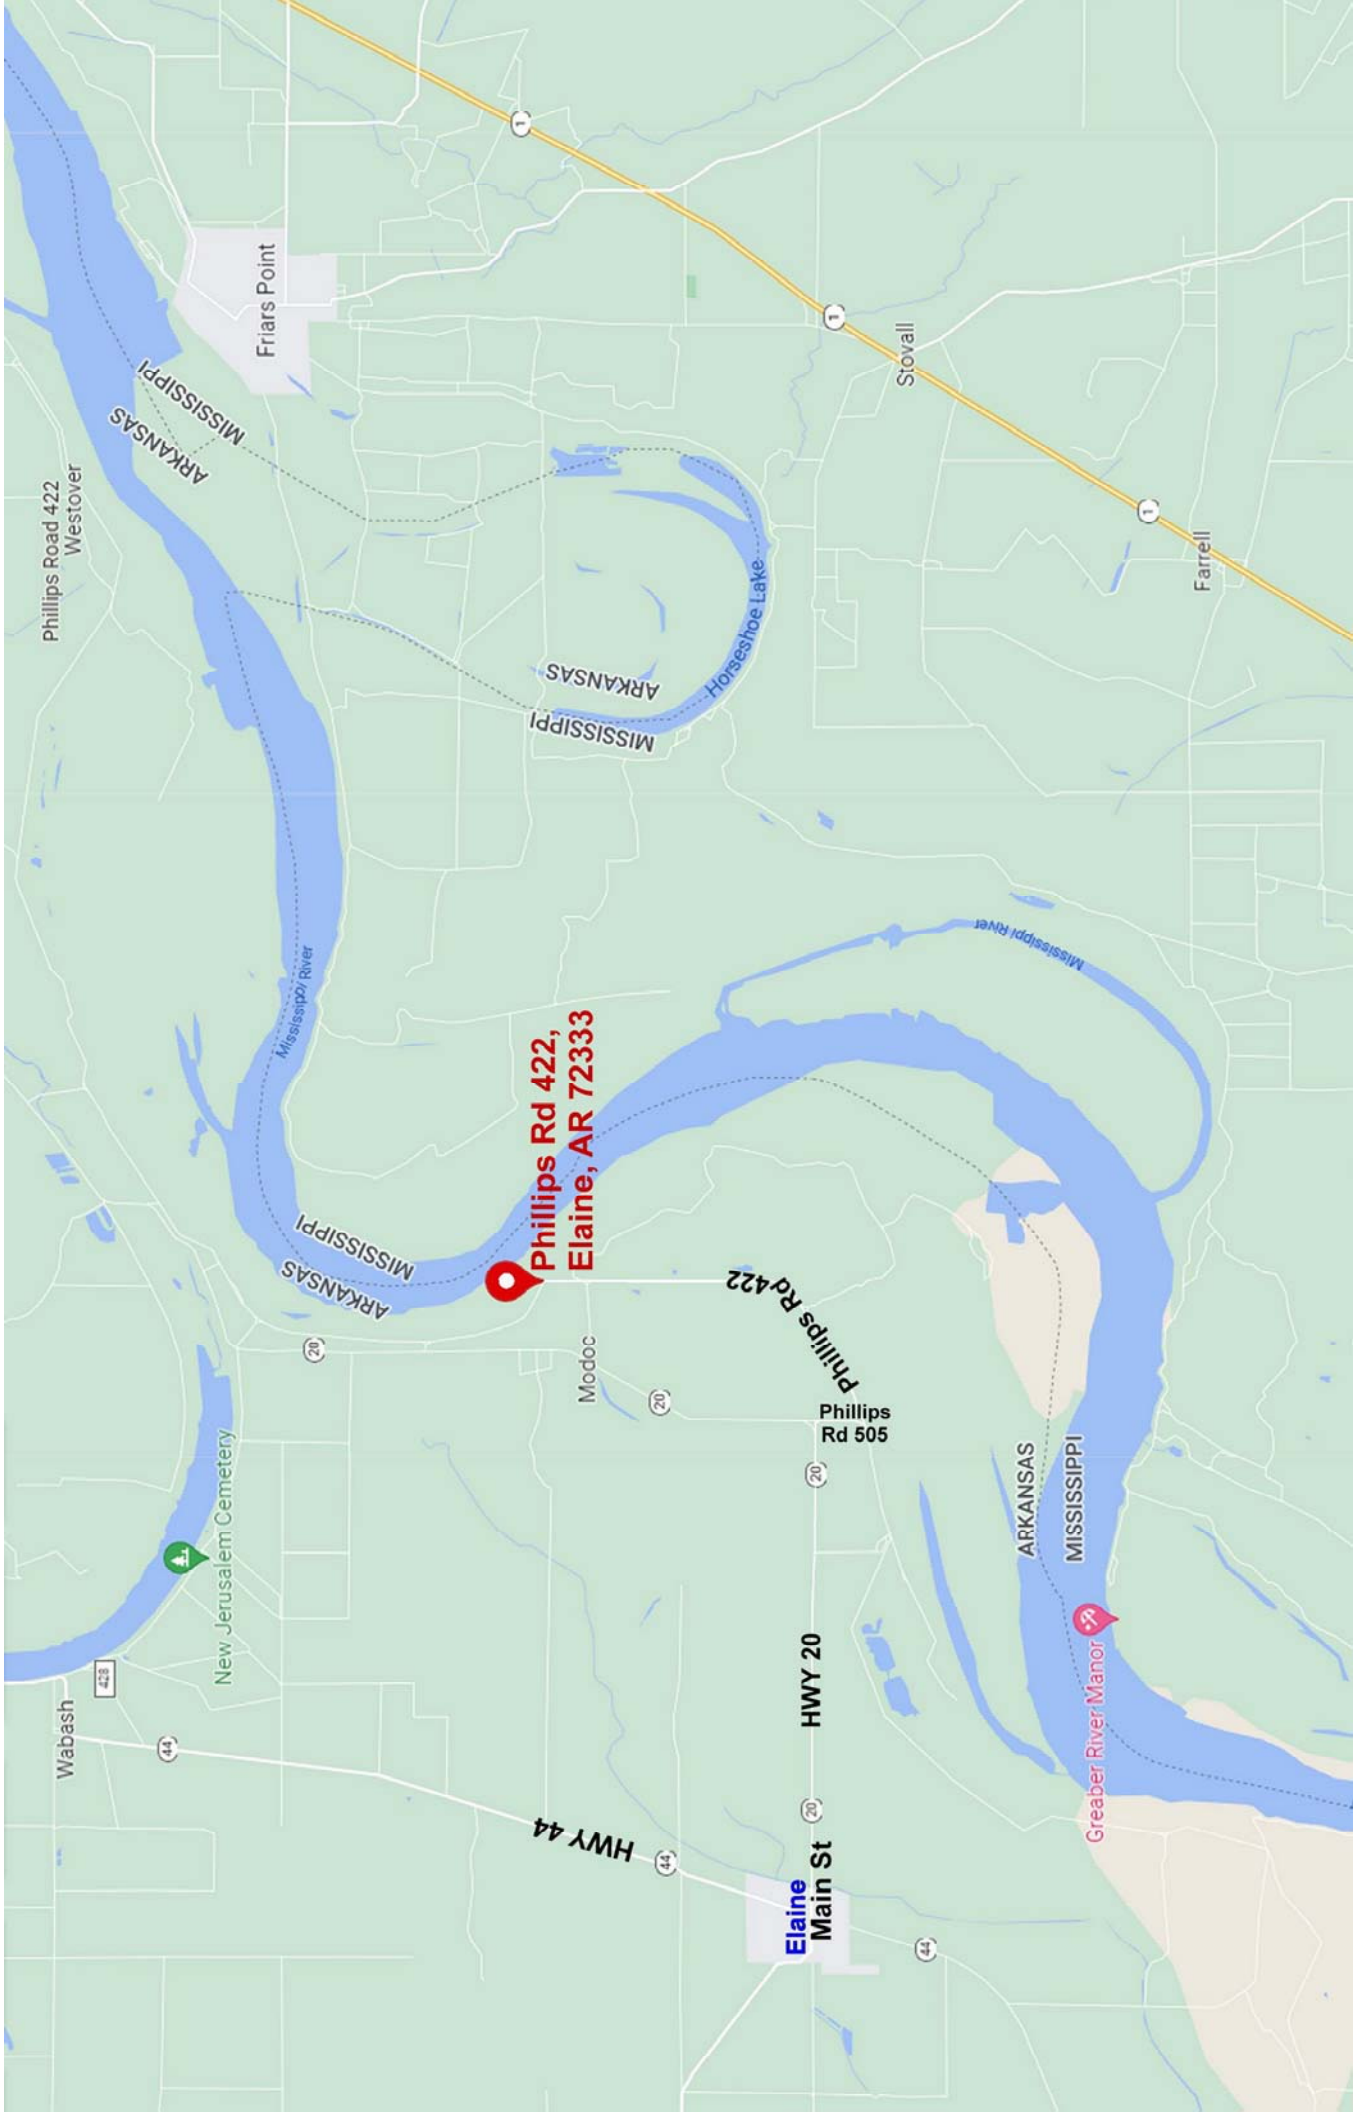 Wabash
428
44
New Jerusalem Cemetery
Phillips Road 422
Westover
ARKANSAS
MISSISSIPPI
Friars Point
20
ARKANSAS
MISSISSIPPI
Mississippi River
HWY 44
44
Modoc
20
Phillips Rd 422,
Elaine, AR 72333
MISSISSIPPI
ARKANSAS
Horseshoe Lake
1
Elaine
Main St
20
HWY 20
20
Phillips
Rd 505
Phillips Rd 422
1
Stovall
44
Mississippi River
ARKANSAS
MISSISSIPPI
Greaber River Manor
1
Farrell